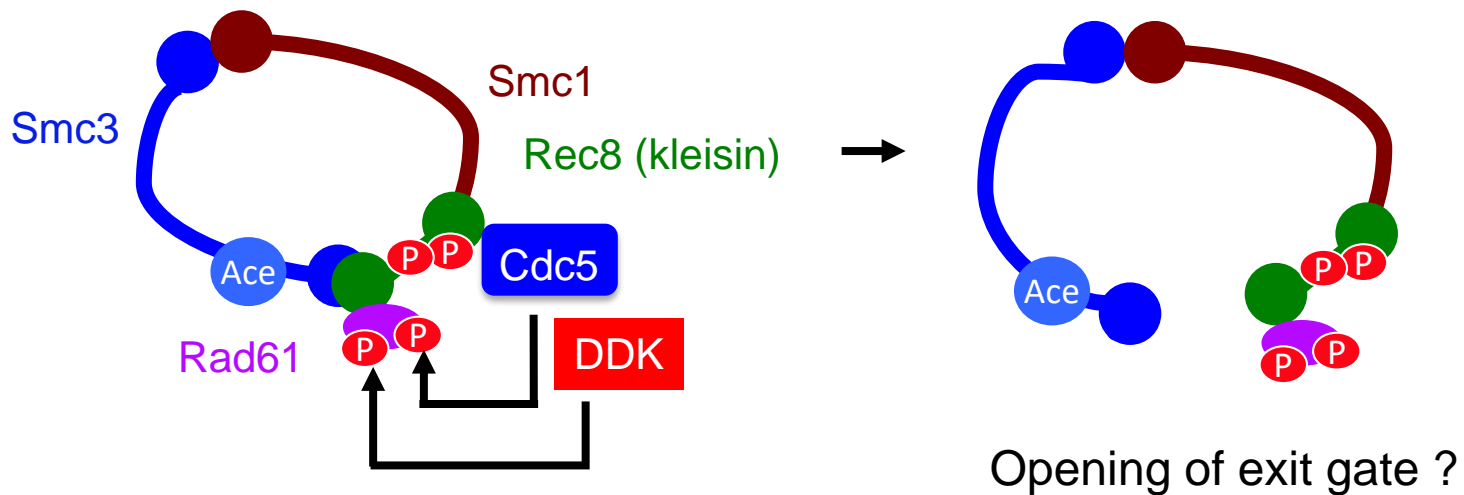 Smc1
Smc3
Rec8 (kleisin)
P P
Cdc5
Ace
Ace
P P
P P
Rad61
DDK
P P
Opening of exit gate ?